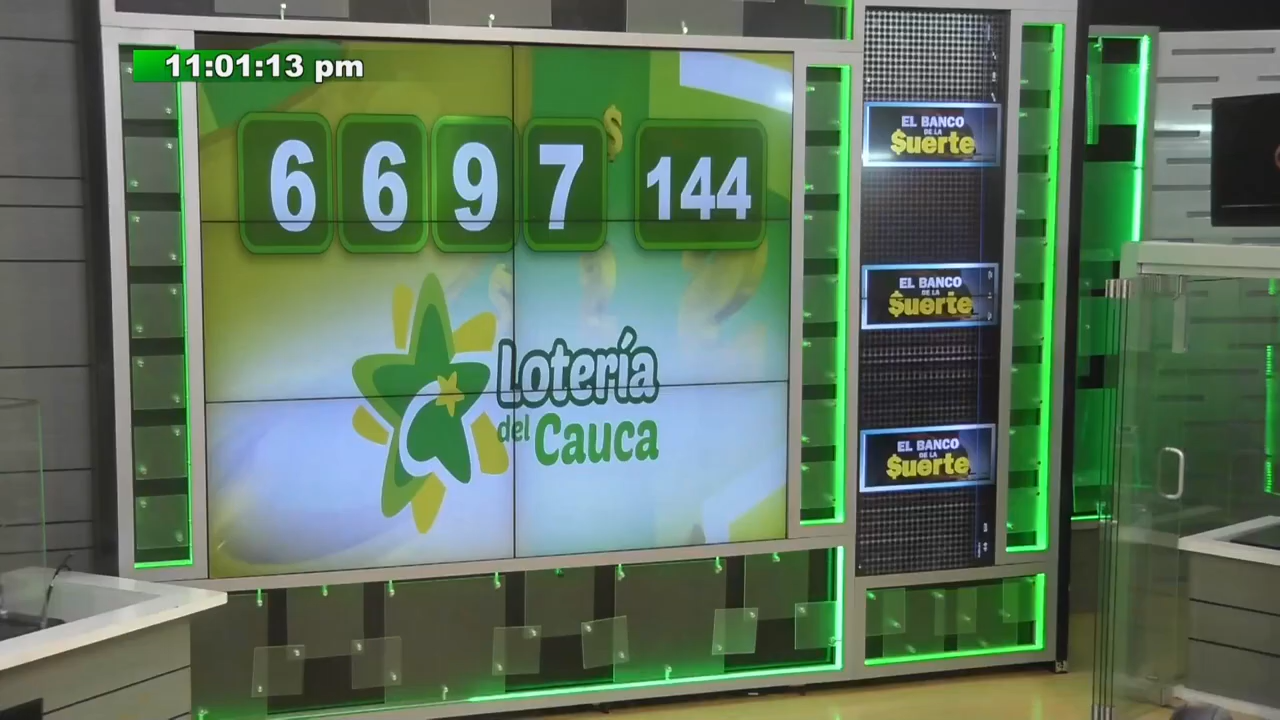 11:01:13 pm
6 6 9 7 144
$
Lotería
del Cauca
EL BANCO
DE LA
$uerte
EL BANCO
DE LA
$uerte
EL BANCO
DE LA
$uerte